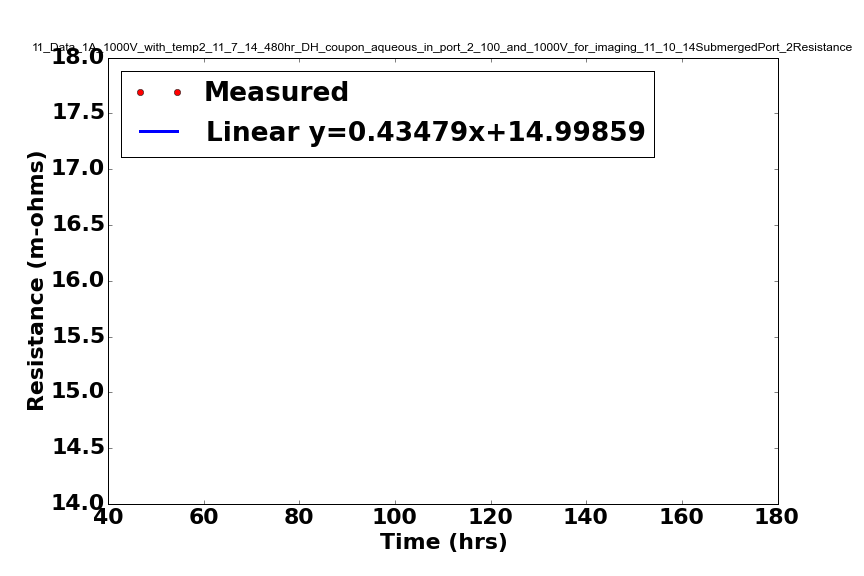 11_Data_1A_1000V_with_temp2_11_7_14_480hr_DH_coupon_aqueous_in_port_2_100_and_1000V_for_imaging_11_10_14SubmergedPort_2Resistance
18.0
17.5
17.0
16.5
16.0
15.5
15.0
14.5
14.0
Resistance (m-ohms)
Measured
Linear y=0.43479x+14.99859
40 60 80 100 120 140 160 180
Time (hrs)